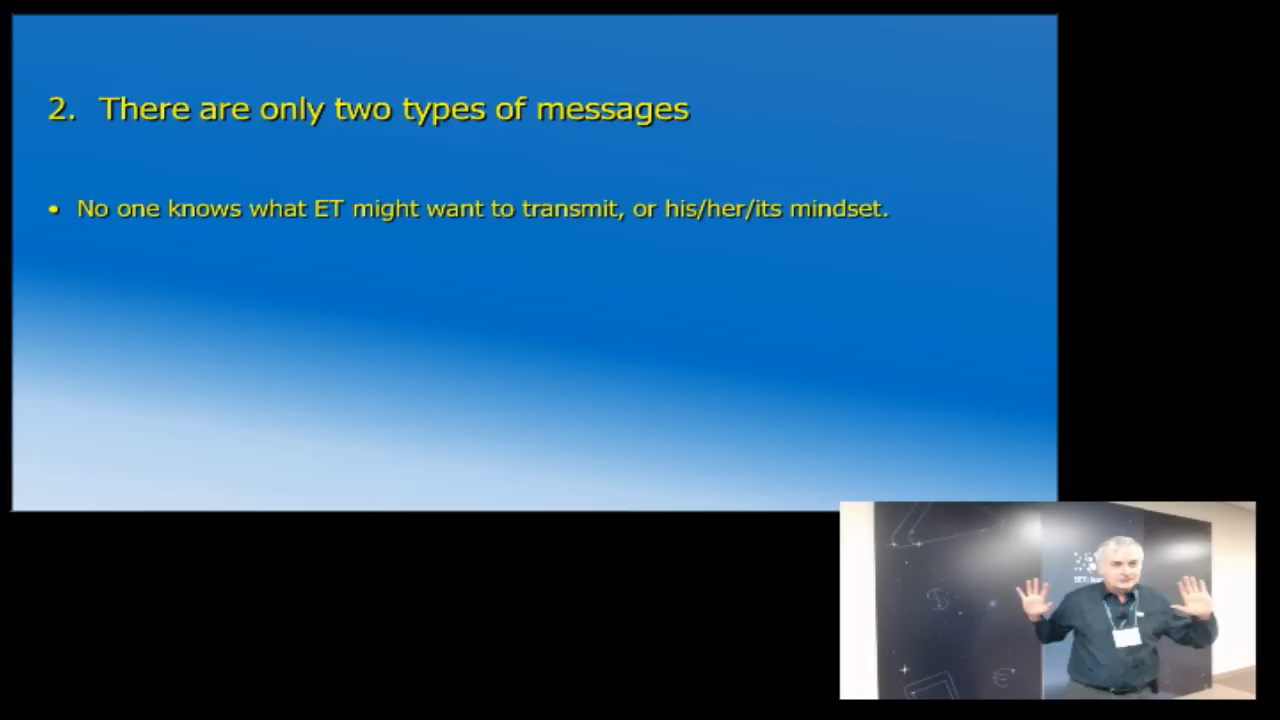 2. There are only two types of messages
• No one knows what ET might want to transmit, or his/her/its mindset.
$
€